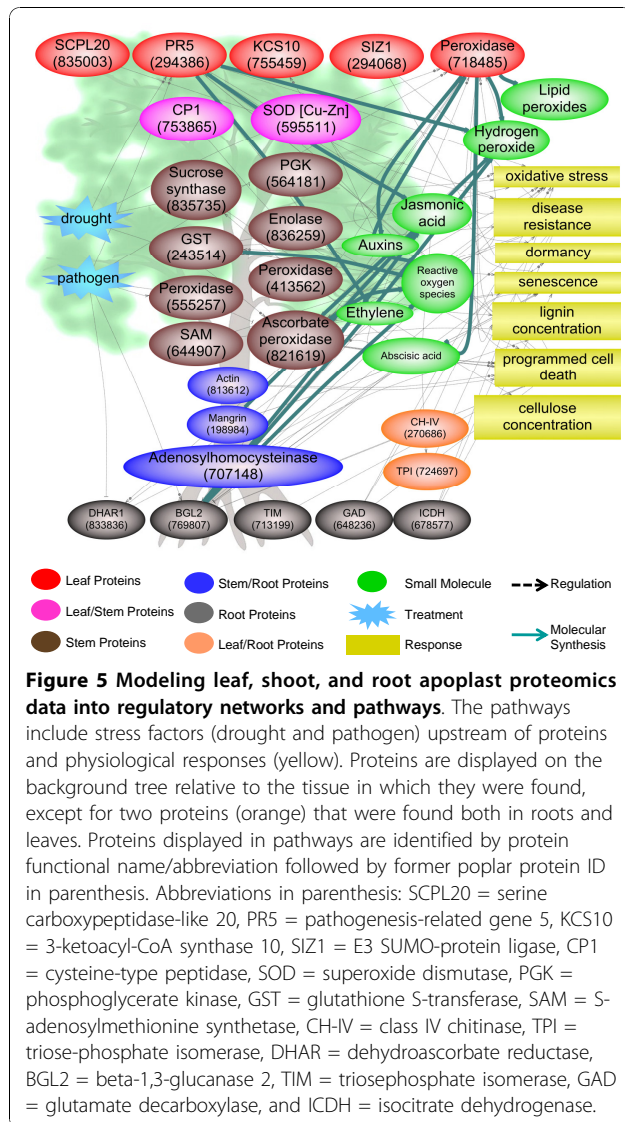 SCPL20
(835003)
PR5
(294386)
KCS10
(755459)
SIZ1
(294068)
Peroxidase
(718485)
Lipid
peroxides
CP1
(753865)
SOD [Cu-Zn]
(595511)
Hydrogen
peroxide
Sucrose
synthase
(835735)
PGK
(564181)
oxidative stress
drought
Jasmonic
acid
disease
resistance
GST
(243514)
Enolase
(836259)
Auxins
dormancy
pathogen
Peroxidase
(413562)
Reactive
oxygen
species
senescence
Peroxidase
(555257)
Ethylene
lignin
concentration
SAM
(644907)
Ascorbate
peroxidase
(821619)
Abscisic acid
programmed cell
death
Actin
(813612)
cellulose
concentration
Mangrin
(198984)
CH-IV
(270686)
Adenosylhomocysteinase
(707148)
TPI (724697)
DHAR1
(833836)
BGL2
(769807)
TIM
(713199)
GAD
(648236)
ICDH
(678577)
Leaf Proteins
Stem/Root Proteins
Small Molecule
Regulation
Leaf/Stem Proteins
Root Proteins
Treatment
Molecular
Synthesis
Stem Proteins
Leaf/Root Proteins
Response
Figure 5 Modeling leaf, shoot, and root apoplast proteomics
data into regulatory networks and pathways. The pathways
include stress factors (drought and pathogen) upstream of proteins
and physiological responses (yellow). Proteins are displayed on the
background tree relative to the tissue in which they were found,
except for two proteins (orange) that were found both in roots and
leaves. Proteins displayed in pathways are identified by protein
functional name/abbreviation followed by former poplar protein ID
in parenthesis. Abbreviations in parenthesis: SCPL20 = serine
carboxypeptidase-like 20, PR5 = pathogenesis-related gene 5, KCS10
= 3-ketoacyl-CoA synthase 10, SIZ1 = E3 SUMO-protein ligase, CP1
= cysteine-type peptidase, SOD = superoxide dismutase, PGK =
phosphoglycerate kinase, GST = glutathione S-transferase, SAM = S-
adenosylmethionine synthetase, CH-IV = class IV chitinase, TPI =
triose-phosphate isomerase, DHAR = dehydroascorbate reductase,
BGL2 = beta-1,3-glucanase 2, TIM = triosephosphate isomerase, GAD
= glutamate decarboxylase, and ICDH = isocitrate dehydrogenase.